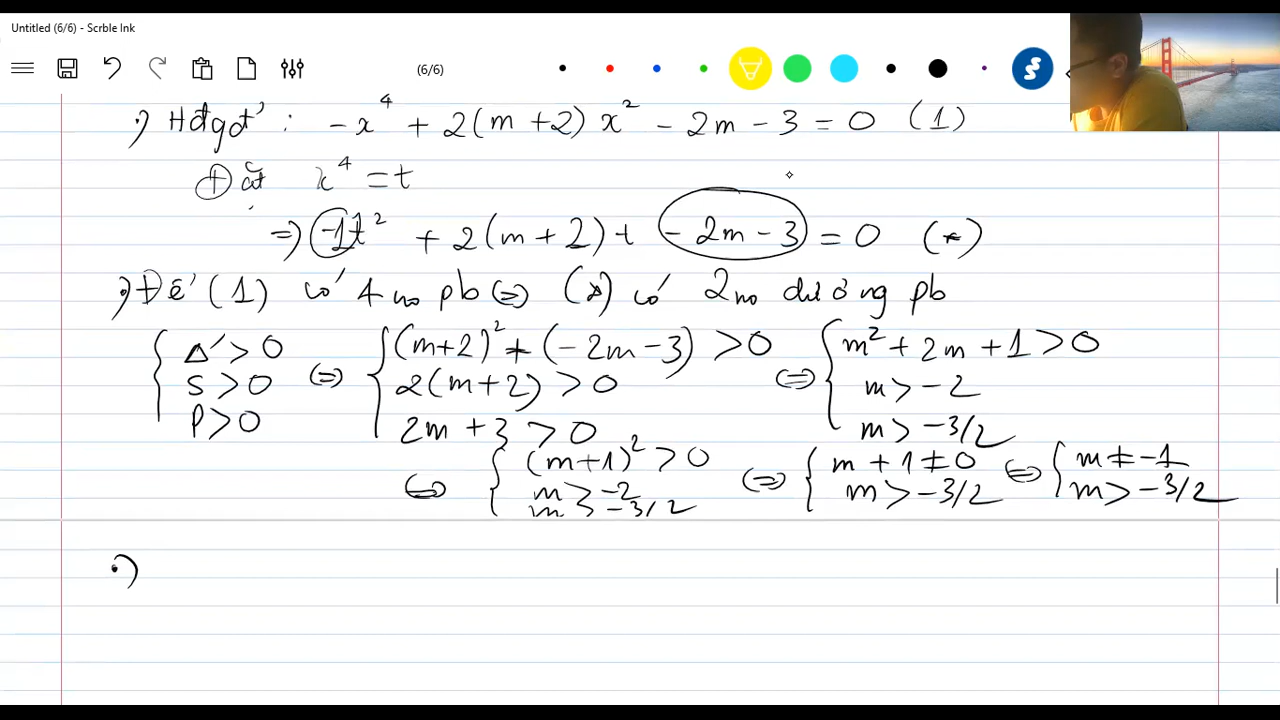 Untitled (6/6) - Scrble Ink
(6/6)
•) Hđgđ' : -x⁴ + 2(m+2)x² - 2m - 3 = 0 (1)
Đặt x⁴ = t
=) -1t² + 2(m+2)t - 2m - 3 = 0 (*)
•) Để (1) có 4 no pb <=> (*) có 2 no dương pb
{ Δ' > 0 <=> { (m+2)² + (-2m-3) > 0 <=> { m² + 2m + 1 > 0
S > 0 2(m+2) > 0 m > -2
P > 0 2m + 3 > 0 m > -3/2
<=> { (m+1)² > 0 <=> { m + 1 ≠ 0 <=> { m ≠ -1
m > -2 m > -3/2 m > -3/2
m > -3/2
•)